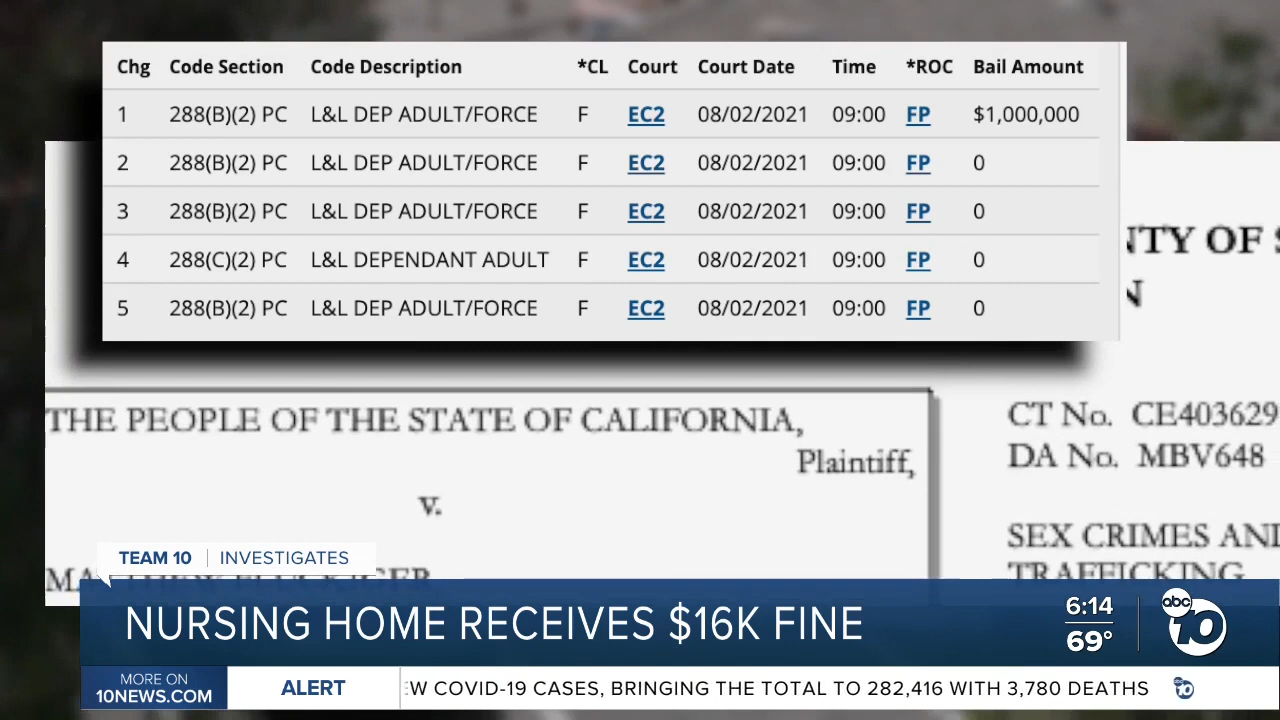 Chg Code Section Code Description *CL Court Court Date Time *ROC Bail Amount
1 288(B)(2) PC L&L DEP ADULT/FORCE F EC2 08/02/2021 09:00 FP $1,000,000
2 288(B)(2) PC L&L DEP ADULT/FORCE F EC2 08/02/2021 09:00 FP 0
3 288(B)(2) PC L&L DEP ADULT/FORCE F EC2 08/02/2021 09:00 FP 0
4 288(C)(2) PC L&L DEPENDANT ADULT F EC2 08/02/2021 09:00 FP 0
5 288(B)(2) PC L&L DEP ADULT/FORCE F EC2 08/02/2021 09:00 FP 0
NTY OF S
N
THE PEOPLE OF THE STATE OF CALIFORNIA,
Plaintiff,
v.
CT No. CE403629
DA No. MBV648
SEX CRIMES AND
TRAFFICKING
TEAM 10 | INVESTIGATES
NURSING HOME RECEIVES $16K FINE
6:14
69°
abc 10
MORE ON
10NEWS.COM
ALERT
W COVID-19 CASES, BRINGING THE TOTAL TO 282,416 WITH 3,780 DEATHS
abc 10